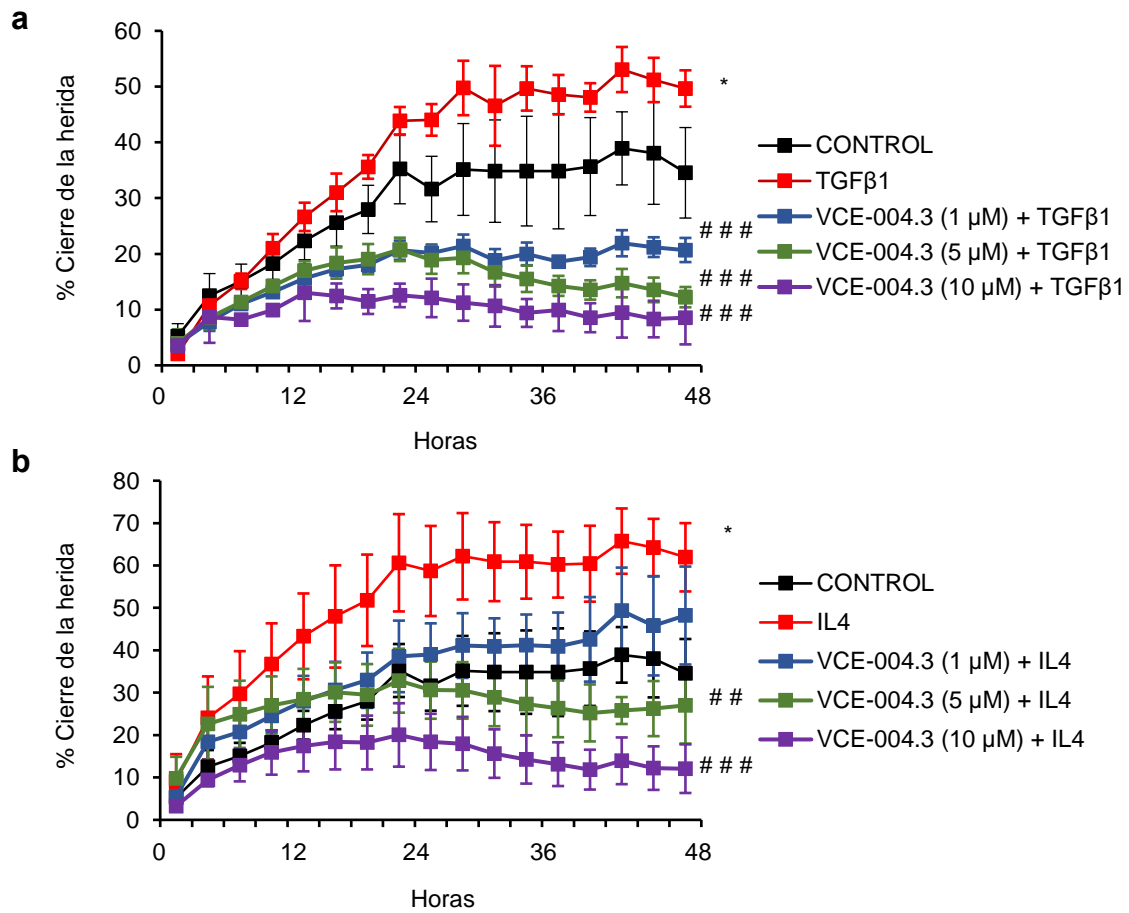 a
% Cierre de la herida
60
50
40
30
20
10
0
0 12 24 36 48
Horas
*
# # #
# # #
# # #
CONTROL
TGFβ1
VCE-004.3 (1 µM) + TGFβ1
VCE-004.3 (5 µM) + TGFβ1
VCE-004.3 (10 µM) + TGFβ1
b
% Cierre de la herida
80
70
60
50
40
30
20
10
0
0 12 24 36 48
Horas
*
# #
# # #
CONTROL
IL4
VCE-004.3 (1 µM) + IL4
VCE-004.3 (5 µM) + IL4
VCE-004.3 (10 µM) + IL4